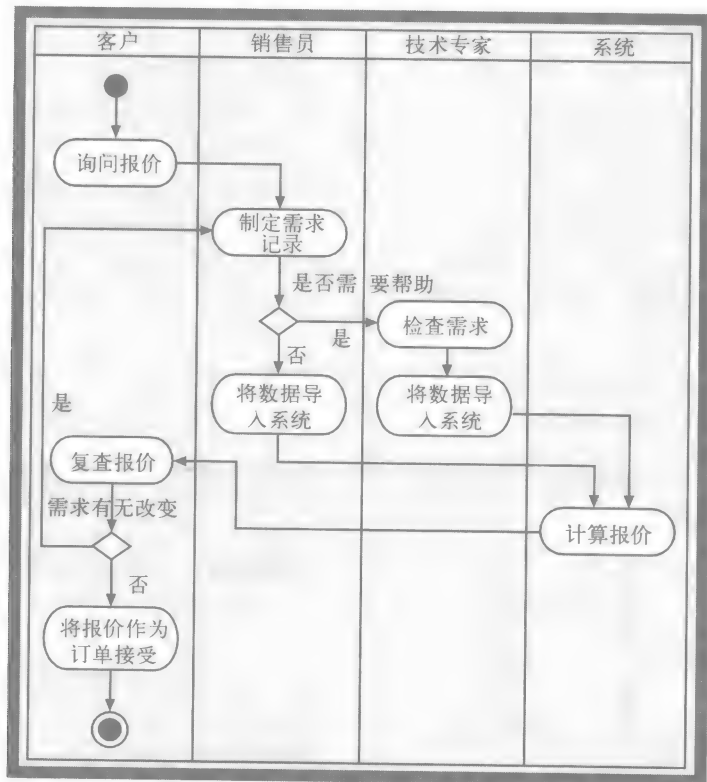 客户
销售员
技术专家
系统
询问报价
制定需求
记录
是否需要帮助
是
检查需求
否
将数据导
入系统
将数据导
入系统
是
复查报价
需求有无改变
计算报价
否
将报价作为
订单接受